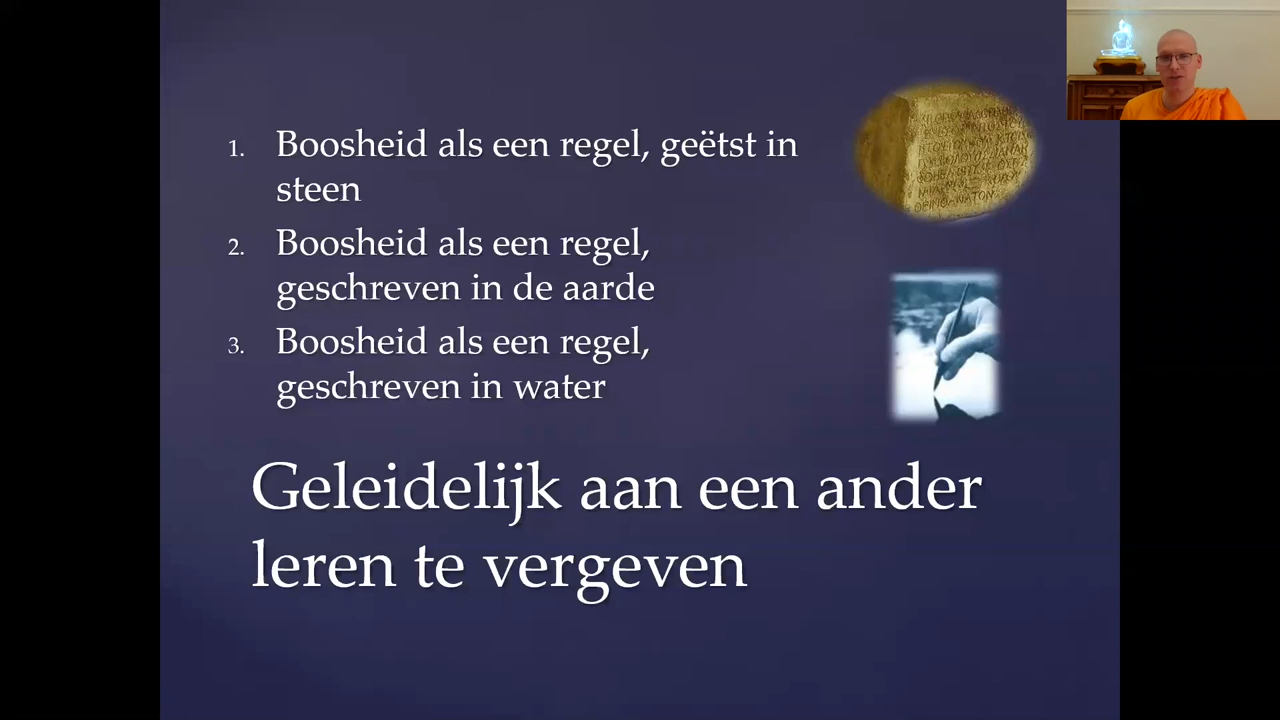 1. Boosheid als een regel, geëtst in
steen
2. Boosheid als een regel,
geschreven in de aarde
3. Boosheid als een regel,
geschreven in water
Geleidelijk aan een ander
leren te vergeven